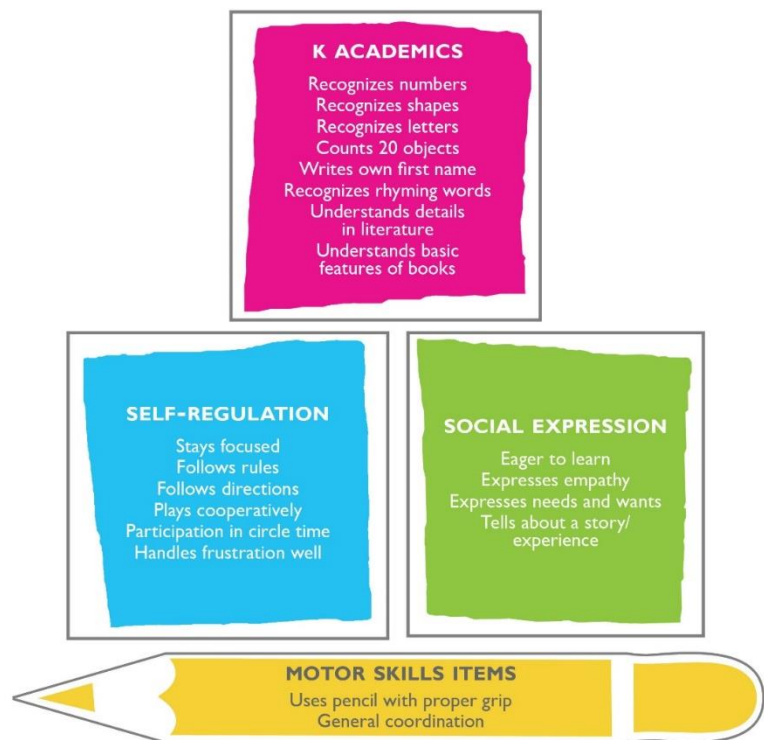 K ACADEMICS
Recognizes numbers
Recognizes shapes
Recognizes letters
Counts 20 objects
Writes own first name
Recognizes rhyming words
Understands details
in literature
Understands basic
features of books
SELF-REGULATION
Stays focused
Follows rules
Follows directions
Plays cooperatively
Participation in circle time
Handles frustration well
SOCIAL EXPRESSION
Eager to learn
Expresses empathy
Expresses needs and wants
Tells about a story/
experience
MOTOR SKILLS ITEMS
Uses pencil with proper grip
General coordination